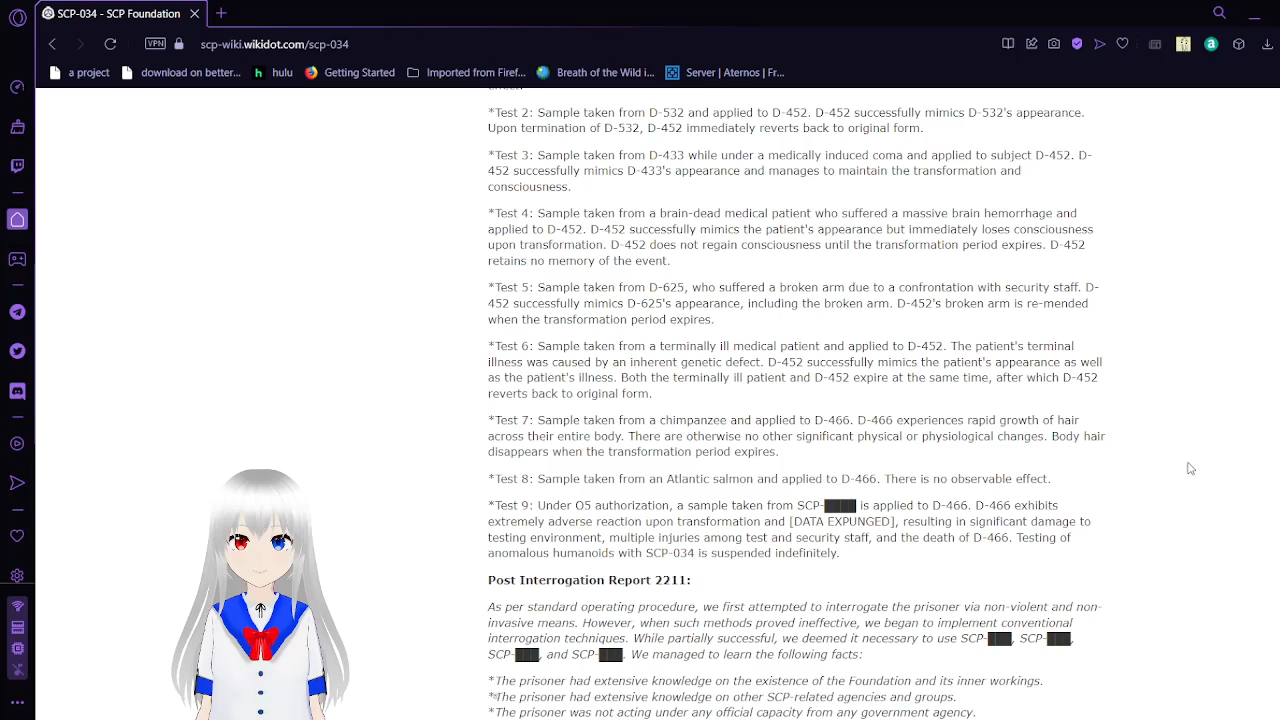 SCP-034 - SCP Foundation
VPN
scp-wiki.wikidot.com/scp-034
a project
download on better...
h
hulu
Getting Started
Imported from Firef...
Breath of the Wild i...
Server | Aternos | Fr...
*Test 2: Sample taken from D-532 and applied to D-452. D-452 successfully mimics D-532's appearance.
Upon termination of D-532, D-452 immediately reverts back to original form.
*Test 3: Sample taken from D-433 while under a medically induced coma and applied to subject D-452. D-
452 successfully mimics D-433's appearance and manages to maintain the transformation and
consciousness.
*Test 4: Sample taken from a brain-dead medical patient who suffered a massive brain hemorrhage and
applied to D-452. D-452 successfully mimics the patient's appearance but immediately loses consciousness
upon transformation. D-452 does not regain consciousness until the transformation period expires. D-452
retains no memory of the event.
*Test 5: Sample taken from D-625, who suffered a broken arm due to a confrontation with security staff. D-
452 successfully mimics D-625's appearance, including the broken arm. D-452's broken arm is re-mended
when the transformation period expires.
*Test 6: Sample taken from a terminally ill medical patient and applied to D-452. The patient's terminal
illness was caused by an inherent genetic defect. D-452 successfully mimics the patient's appearance as well
as the patient's illness. Both the terminally ill patient and D-452 expire at the same time, after which D-452
reverts back to original form.
*Test 7: Sample taken from a chimpanzee and applied to D-466. D-466 experiences rapid growth of hair
across their entire body. There are otherwise no other significant physical or physiological changes. Body hair
disappears when the transformation period expires.
*Test 8: Sample taken from an Atlantic salmon and applied to D-466. There is no observable effect.
*Test 9: Under O5 authorization, a sample taken from SCP-████ is applied to D-466. D-466 exhibits
extremely adverse reaction upon transformation and [DATA EXPUNGED], resulting in significant damage to
testing environment, multiple injuries among test and security staff, and the death of D-466. Testing of
anomalous humanoids with SCP-034 is suspended indefinitely.
Post Interrogation Report 2211:
As per standard operating procedure, we first attempted to interrogate the prisoner via non-violent and non-
invasive means. However, when such methods proved ineffective, we began to implement conventional
interrogation techniques. While partially successful, we deemed it necessary to use SCP-███, SCP-███,
SCP-███, and SCP-███. We managed to learn the following facts:
*The prisoner had extensive knowledge on the existence of the Foundation and its inner workings.
*The prisoner had extensive knowledge on other SCP-related agencies and groups.
*The prisoner was not acting under any official capacity from any government agency.